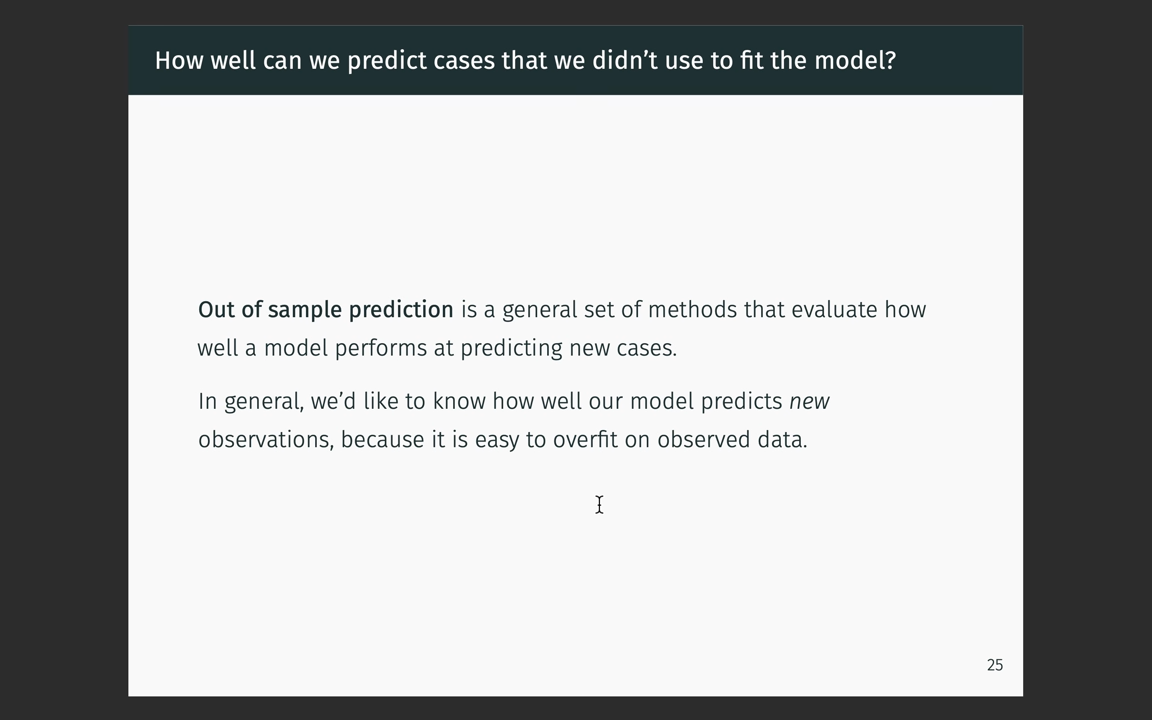 How well can we predict cases that we didn’t use to fit the model?
Out of sample prediction is a general set of methods that evaluate how
well a model performs at predicting new cases.
In general, we’d like to know how well our model predicts new
observations, because it is easy to overfit on observed data.
25